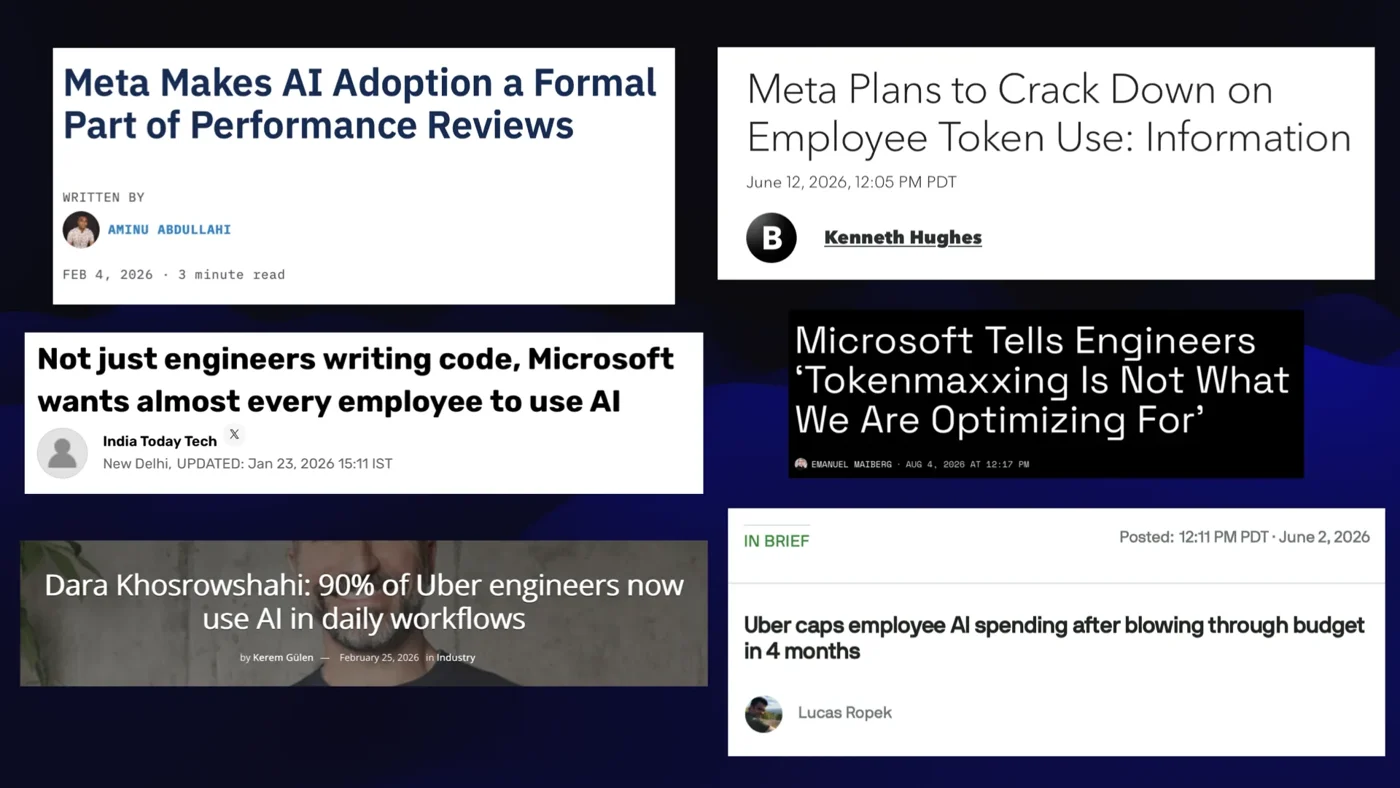 Meta Makes AI Adoption a Formal
Part of Performance Reviews
WRITTEN BY
AMINU ABDULLAHI
FEB 4, 2026 · 3 minute read
Not just engineers writing code, Microsoft
wants almost every employee to use AI
India Today Tech
New Delhi, UPDATED: Jan 23, 2026 15:11 IST
Dara Khosrowshahi: 90% of Uber engineers now
use AI in daily workflows
by Kerem Gülen — February 25, 2026 in Industry
Meta Plans to Crack Down on
Employee Token Use: Information
June 12, 2026, 12:05 PM PDT
B
Kenneth Hughes
Microsoft Tells Engineers
‘Tokenmaxxing Is Not What
We Are Optimizing For’
EMANUEL MAIBERG · AUG 4, 2026 AT 12:17 PM
IN BRIEF
Posted: 12:11 PM PDT · June 2, 2026
Uber caps employee AI spending after blowing through budget
in 4 months
Lucas Ropek